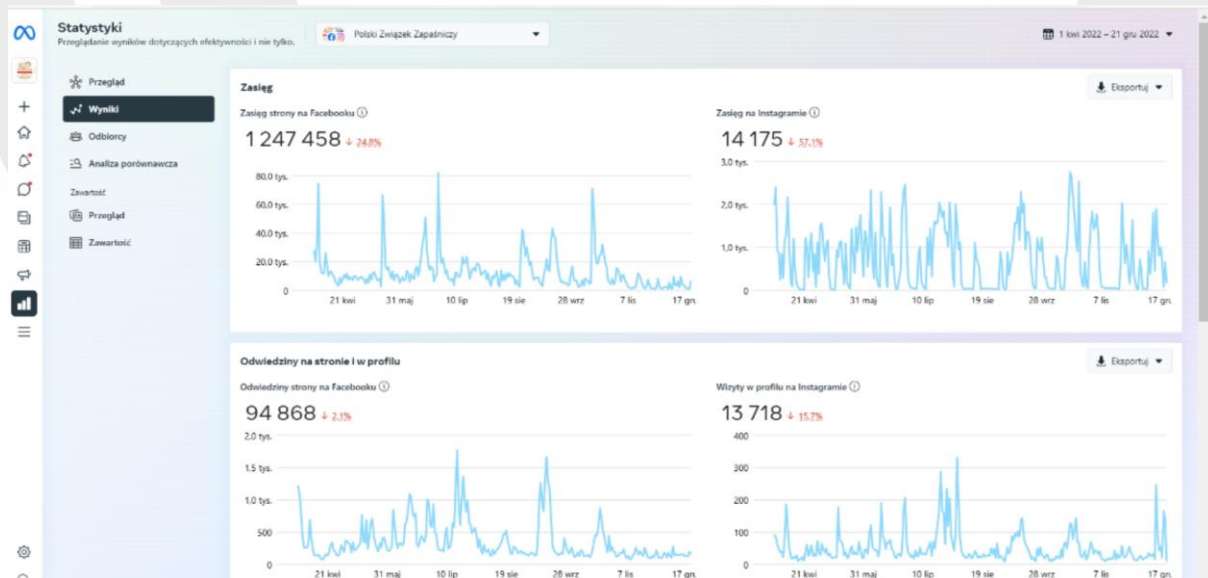 Statystyki
Przeglądanie wyników dotyczących efektywności i nie tylko.
Polski Związek Zapaśniczy
1 kwi 2022 – 21 gru 2022
Przegląd
Wyniki
Odbiorcy
Analiza porównawcza
Zawartość
Przegląd
Zawartość
Zasięg
Eksportuj
Zasięg strony na Facebooku
1 247 458 ↓ 24.8%
80,0 tys.
60,0 tys.
40,0 tys.
20,0 tys.
0
21 kwi 31 maj 10 lip 19 sie 28 wrz 7 lis 17 gru
Zasięg na Instagramie
14 175 ↓ 57.1%
3,0 tys.
2,0 tys.
1,0 tys.
0
21 kwi 31 maj 10 lip 19 sie 28 wrz 7 lis 17 gru
Odwiedziny na stronie i w profilu
Eksportuj
Odwiedziny strony na Facebooku
94 868 ↓ 2.1%
2.0 tys.
1.5 tys.
1.0 tys.
500
0
21 kwi 31 maj 10 lip 19 sie 28 wrz 7 lis 17 gru
Wizyty w profilu na Instagramie
13 718 ↓ 15.7%
400
300
200
100
0
21 kwi 31 maj 10 lip 19 sie 28 wrz 7 lis 17 gru